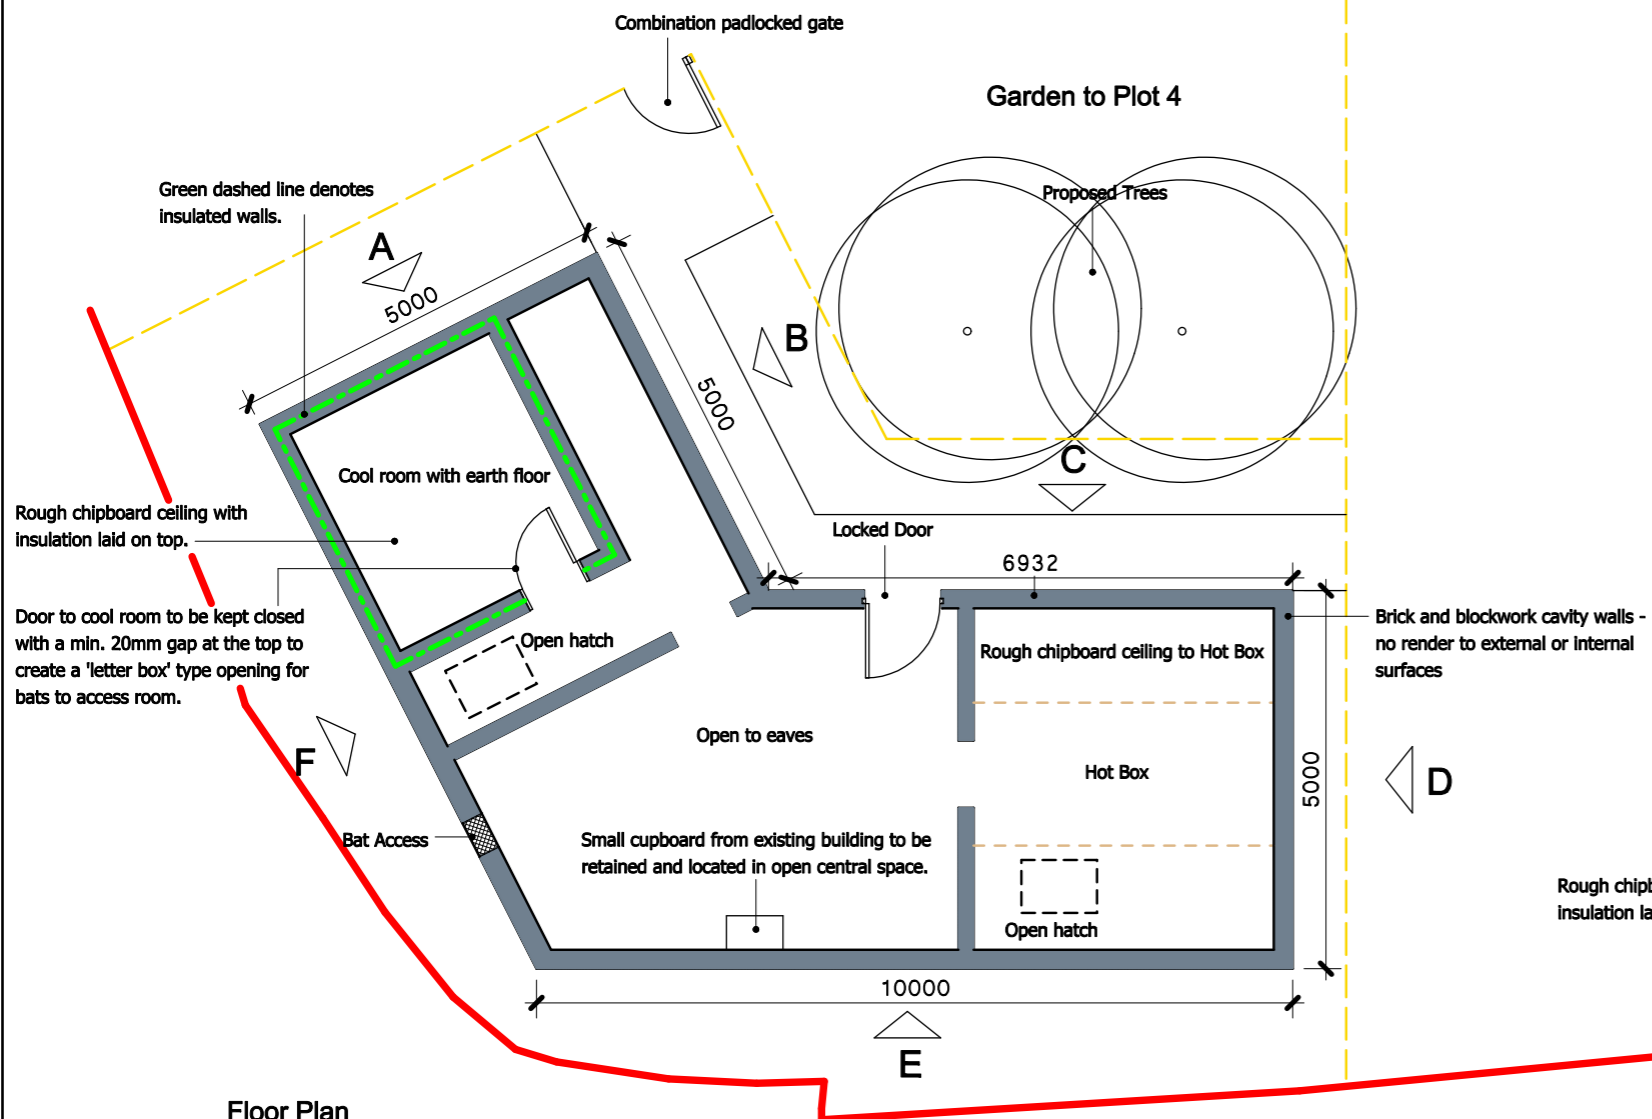 Combination padlocked gate
Garden to Plot 4
Green dashed line denotes
insulated walls.
Proposed Trees
A
5000
B
5000
C
Cool room with earth floor
Rough chipboard ceiling with
insulation laid on top.
Locked Door
6932
Door to cool room to be kept closed
with a min. 20mm gap at the top to
create a 'letter box' type opening for
bats to access room.
Open hatch
Rough chipboard ceiling to Hot Box
Brick and blockwork cavity walls -
no render to external or internal
surfaces
Open to eaves
Hot Box
F
5000
D
Bat Access
Small cupboard from existing building to be
retained and located in open central space.
Open hatch
Rough
insulation
10000
E
Floor Plan